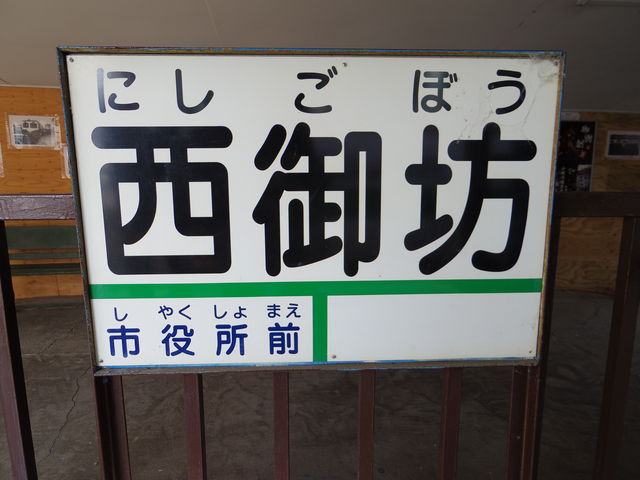 にしごぼう
西御坊
しやくしょまえ
市役所前